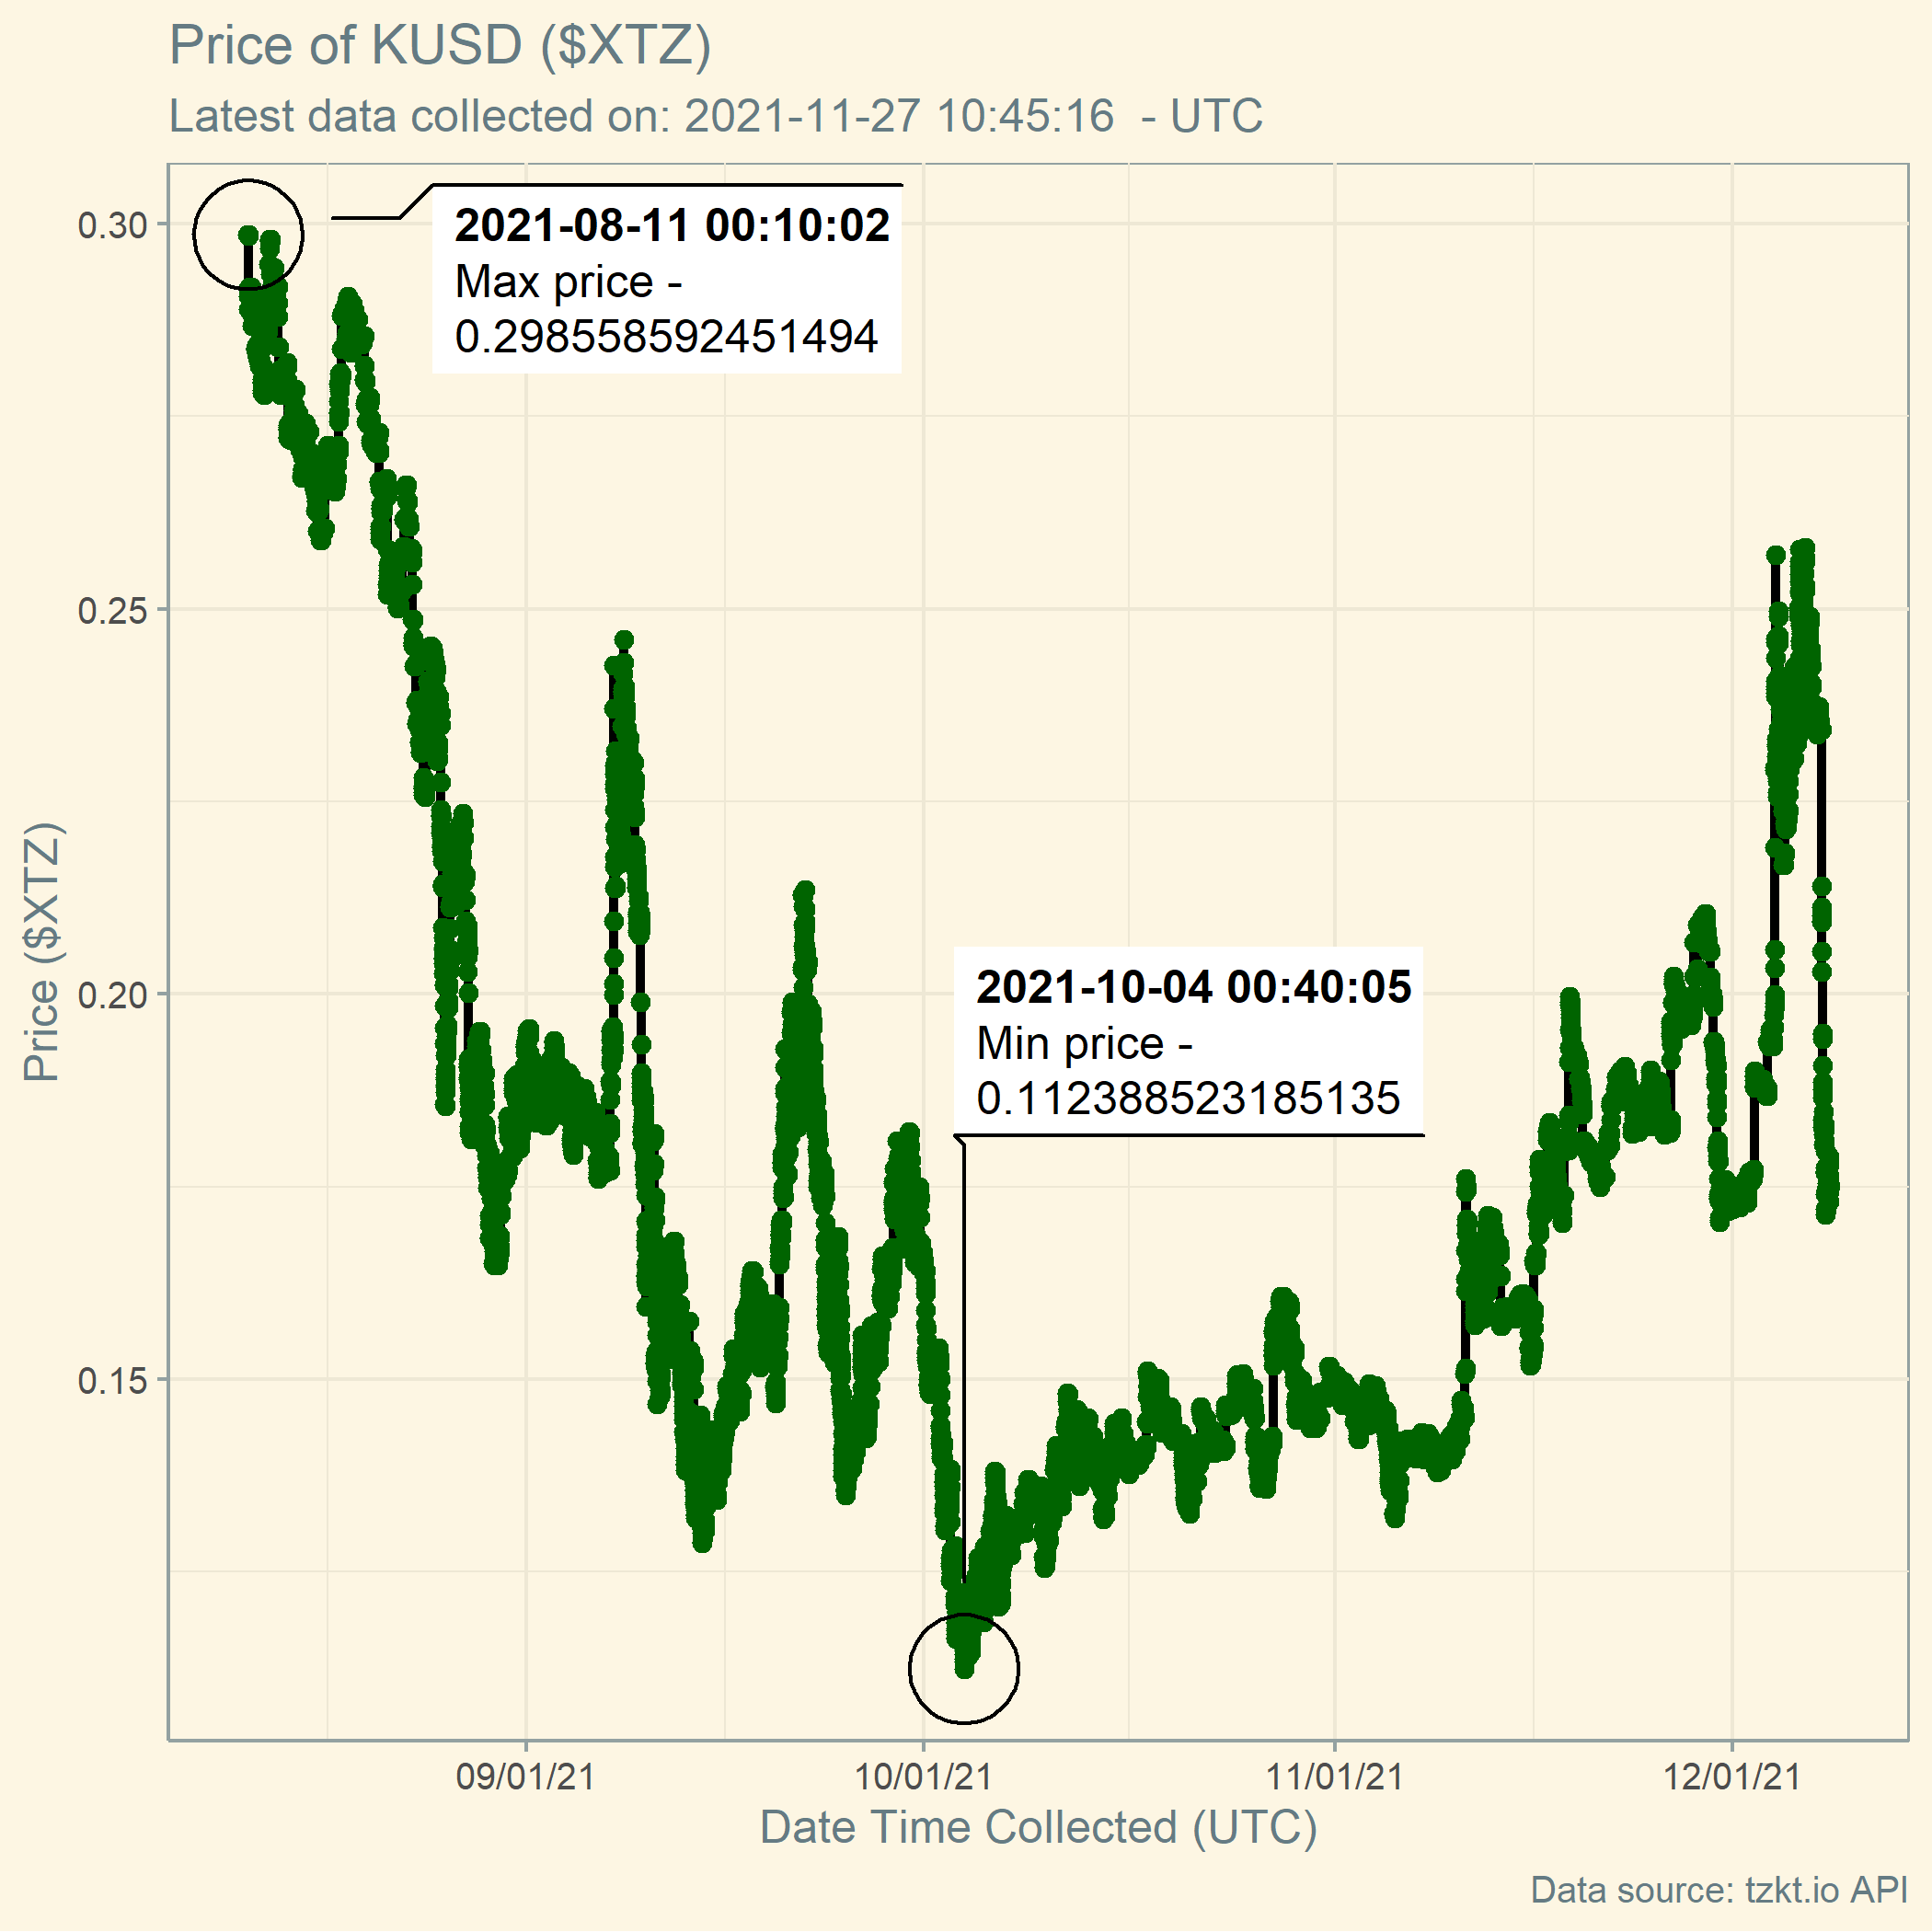 Price of KUSD ($XTZ)
Latest data collected on: 2021-11-27 10:45:16  - UTC
2021-08-11 00:10:02
Max price -
0.298558592451494
2021-10-04 00:40:05
Min price -
0.112388523185135
Price ($XTZ)
0.30
0.25
0.20
0.15
09/01/21
10/01/21
11/01/21
12/01/21
Date Time Collected (UTC)
Data source: tzkt.io API